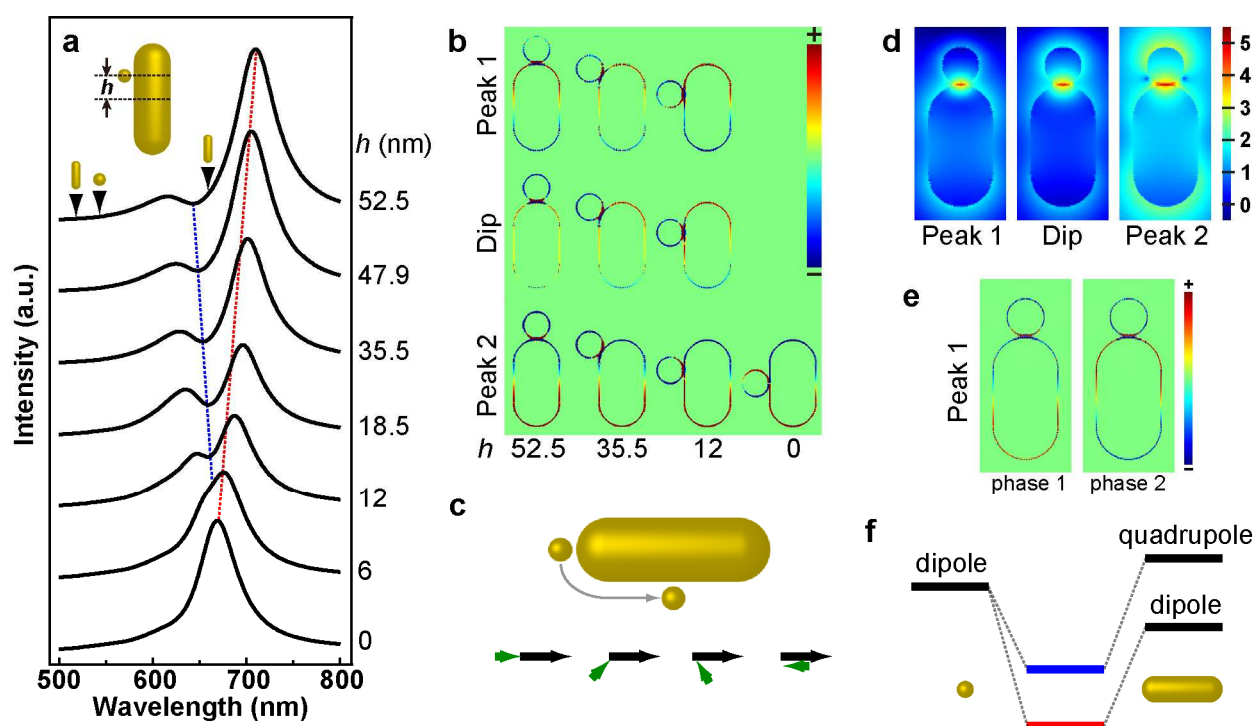 a
h
h (nm)
52.5
47.9
35.5
18.5
12
6
0
Intensity (a.u.)
500 600 700 800
Wavelength (nm)
b
Peak 1
Dip
Peak 2
+
−
h 52.5 35.5 12 0
c
d
5
4
3
2
1
0
Peak 1 Dip Peak 2
e
Peak 1
+
−
phase 1 phase 2
f
dipole
quadrupole
dipole